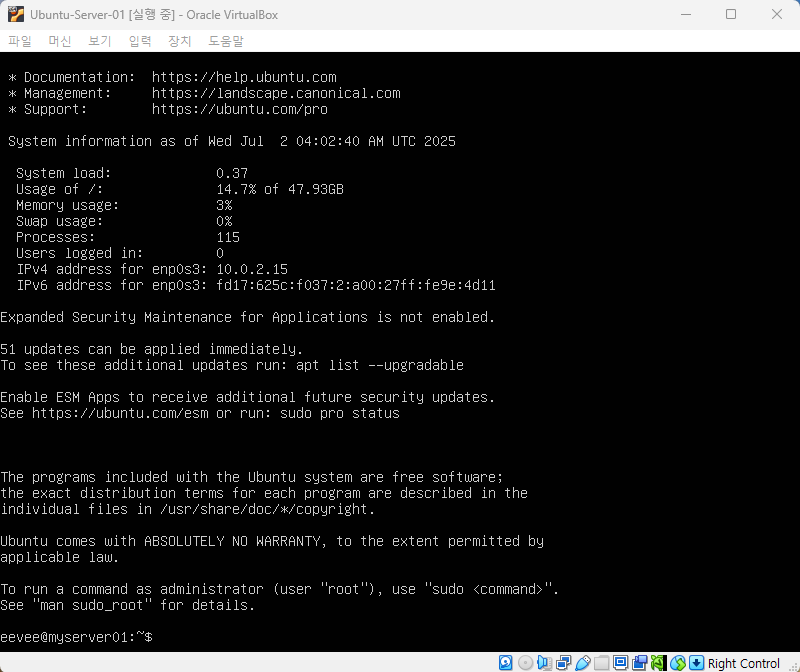 Ubuntu-Server-01 [실행 중] - Oracle VirtualBox
파일 머신 보기 입력 장치 도움말
* Documentation:  https://help.ubuntu.com
* Management:     https://landscape.canonical.com
* Support:        https://ubuntu.com/pro
System information as of Wed Jul  2 04:02:40 AM UTC 2025
System load:             0.37
Usage of /:              14.7% of 47.93GB
Memory usage:            3%
Swap usage:              0%
Processes:               115
Users logged in:         0
IPv4 address for enp0s3: 10.0.2.15
IPv6 address for enp0s3: fd17:625c:f037:2:a00:27ff:fe9e:4d11
Expanded Security Maintenance for Applications is not enabled.
51 updates can be applied immediately.
To see these additional updates run: apt list --upgradable
Enable ESM Apps to receive additional future security updates.
See https://ubuntu.com/esm or run: sudo pro status
The programs included with the Ubuntu system are free software;
the exact distribution terms for each program are described in the
individual files in /usr/share/doc/*/copyright.
Ubuntu comes with ABSOLUTELY NO WARRANTY, to the extent permitted by
applicable law.
To run a command as administrator (user "root"), use "sudo <command>".
See "man sudo_root" for details.
eevee@myserver01:~$
Right Control